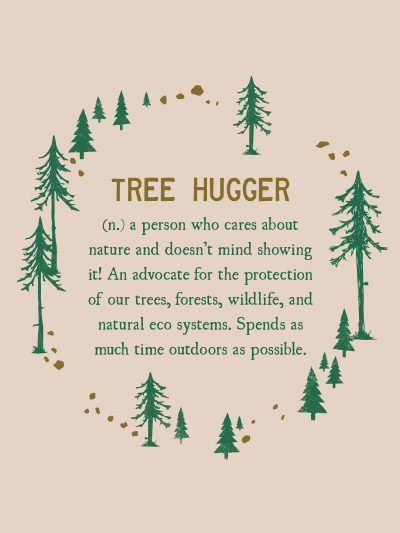 TREE HUGGER
(n.) a person who cares about
nature and doesn't mind showing
it! An advocate for the protection
of our trees, forests, wildlife, and
natural eco systems. Spends as
much time outdoors as possible.